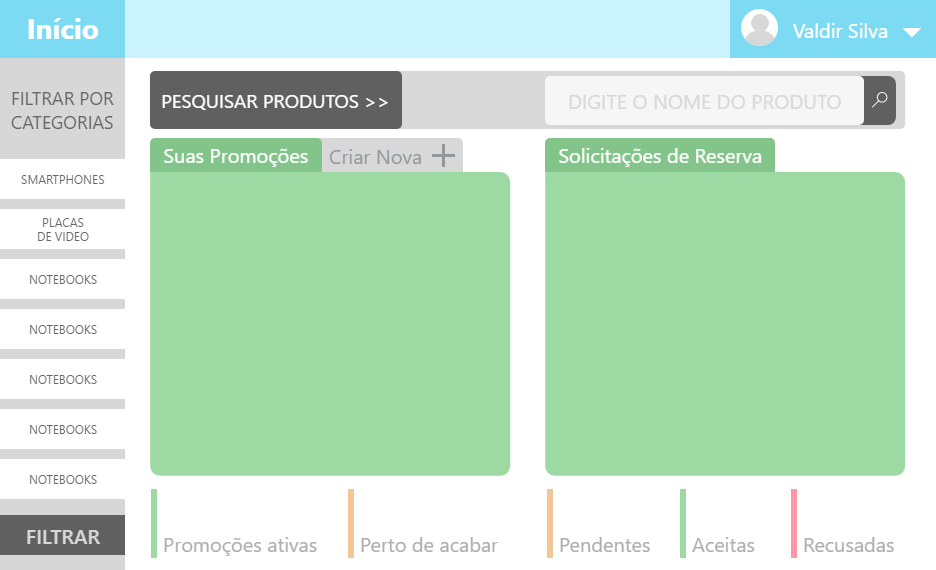 Início
Valdir Silva
FILTRAR POR
CATEGORIAS
SMARTPHONES
PLACAS
DE VIDEO
NOTEBOOKS
NOTEBOOKS
NOTEBOOKS
NOTEBOOKS
NOTEBOOKS
FILTRAR
PESQUISAR PRODUTOS >>
DIGITE O NOME DO PRODUTO
Suas Promoções
Criar Nova
Solicitações de Reserva
Promoções ativas
Perto de acabar
Pendentes
Aceitas
Recusadas